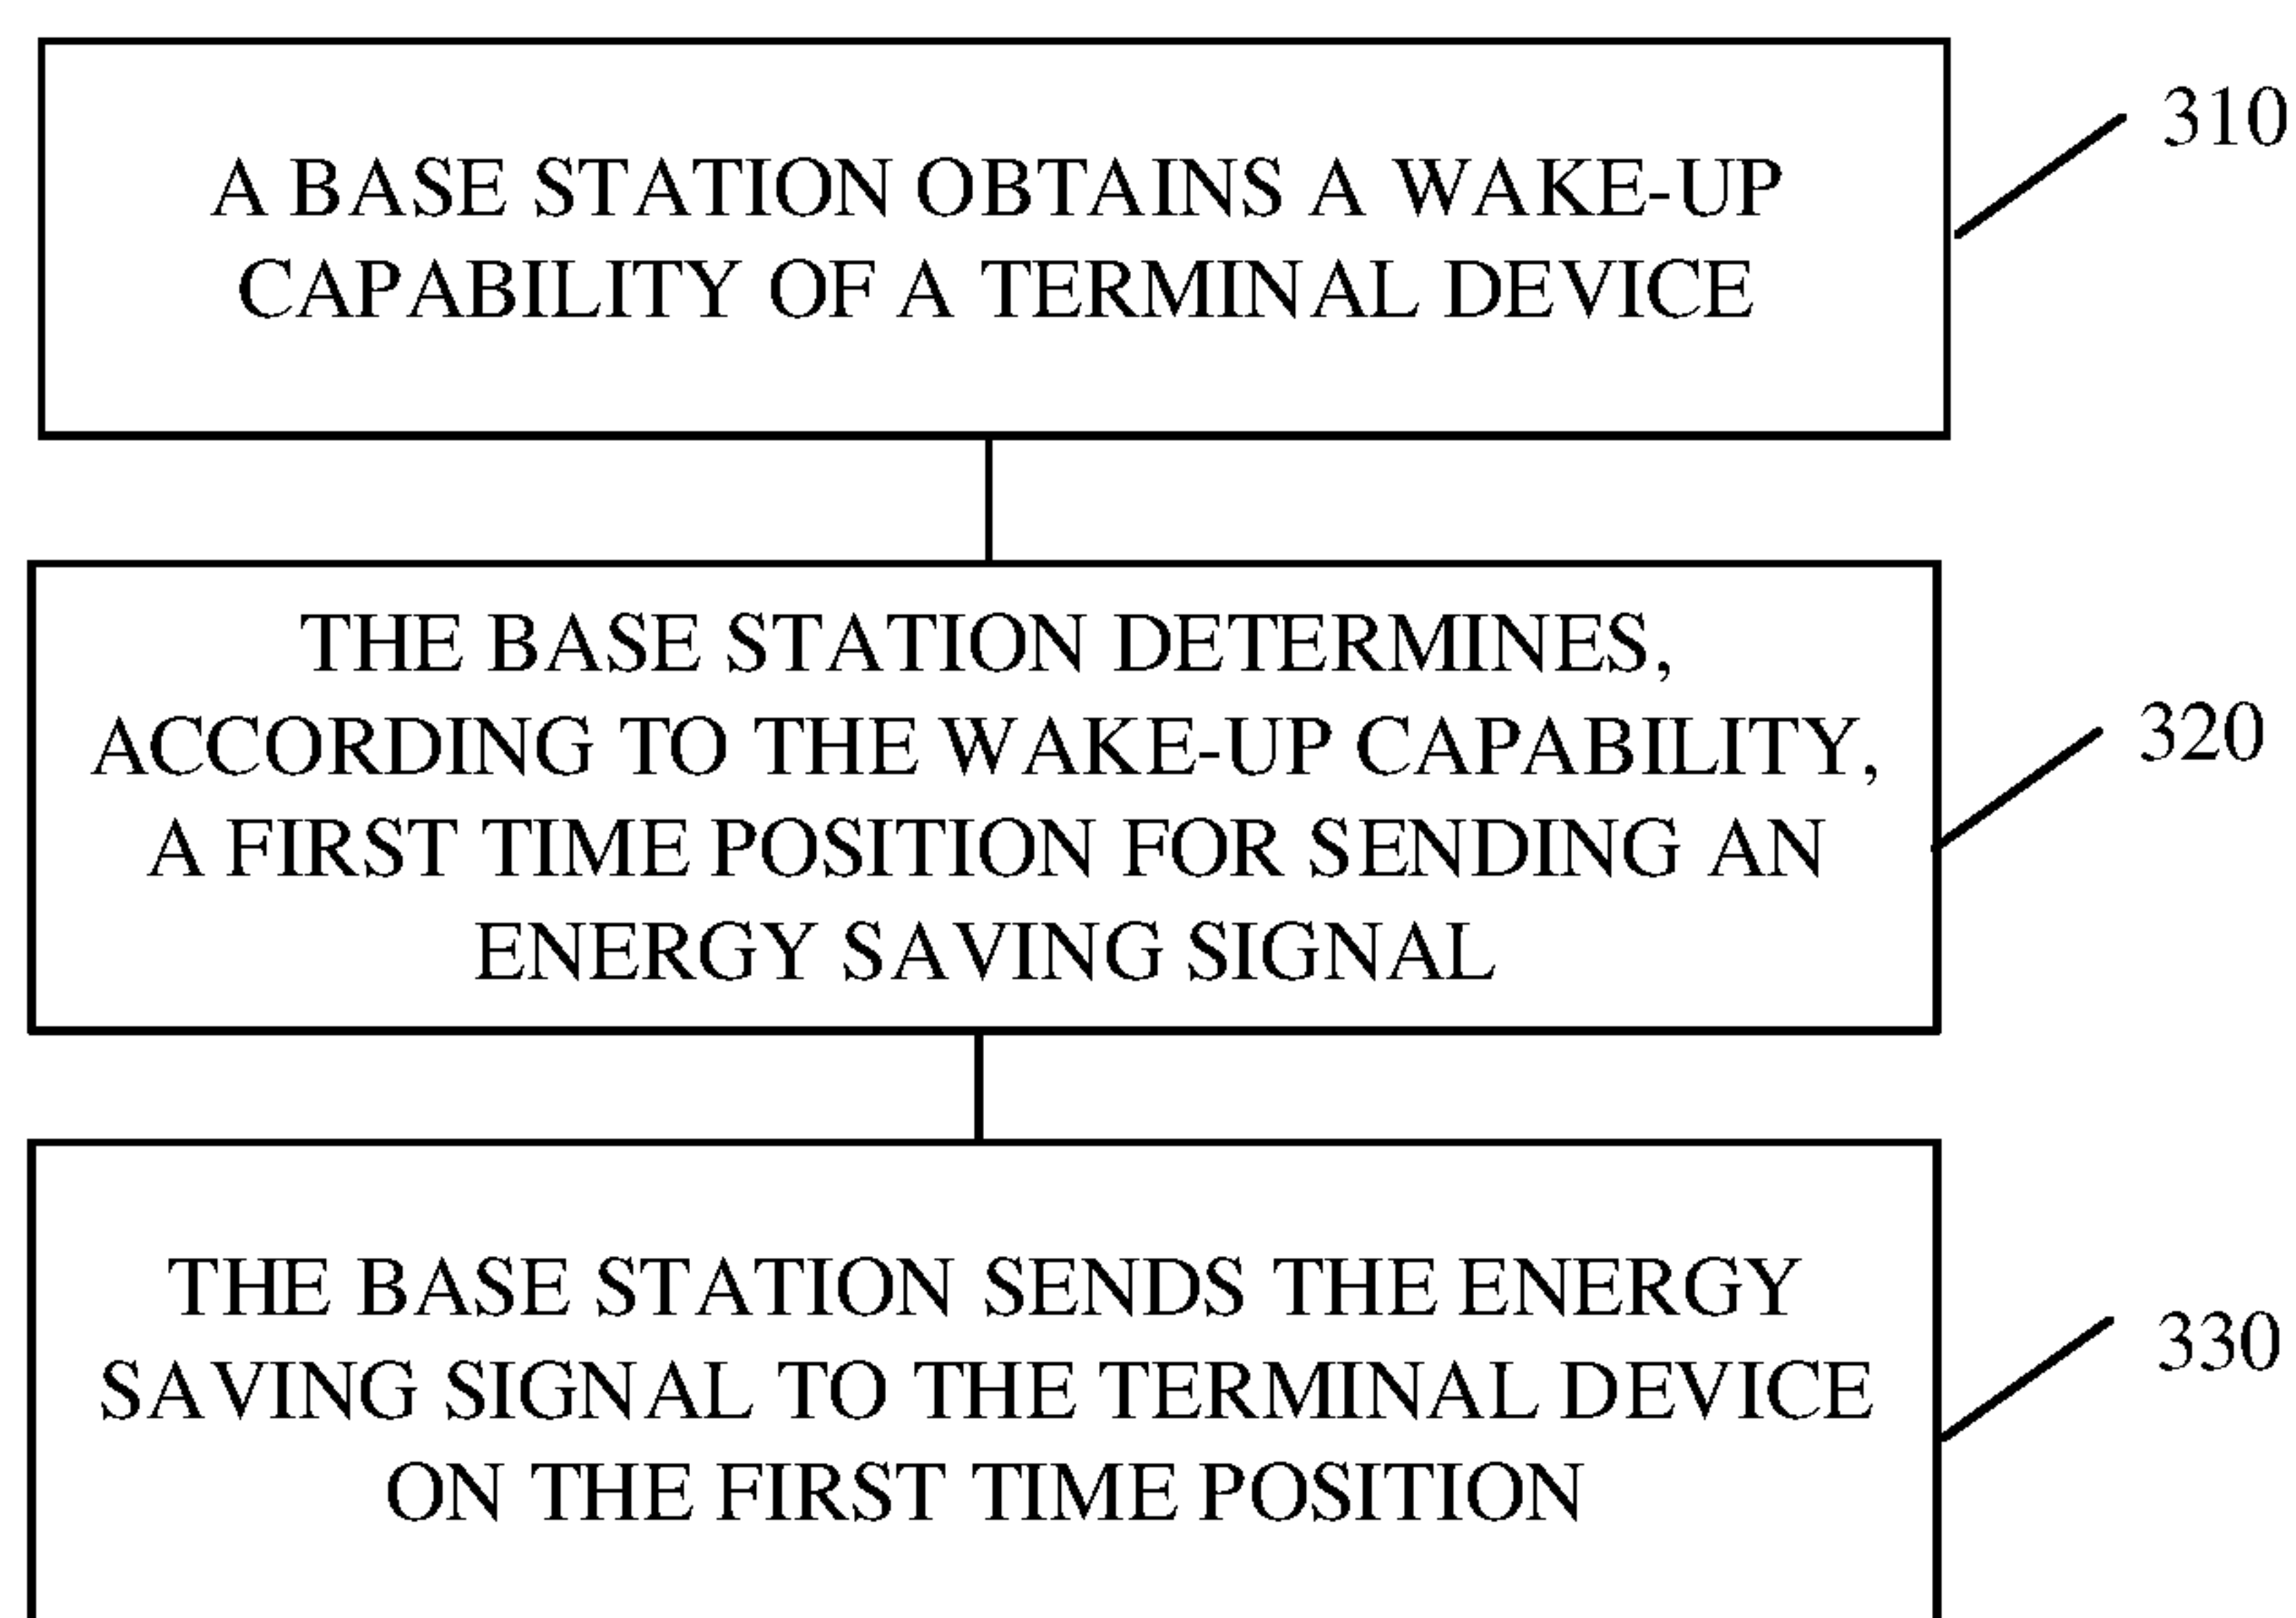 A BASE STATION OBTAINS A WAKE-UP
CAPABILITY OF A TERMINAL DEVICE
310
THE BASE STATION DETERMINES,
ACCORDING TO THE WAKE-UP CAPABILITY,
A FIRST TIME POSITION FOR SENDING AN
ENERGY SAVING SIGNAL
320
THE BASE STATION SENDS THE ENERGY
SAVING SIGNAL TO THE TERMINAL DEVICE
ON THE FIRST TIME POSITION
330